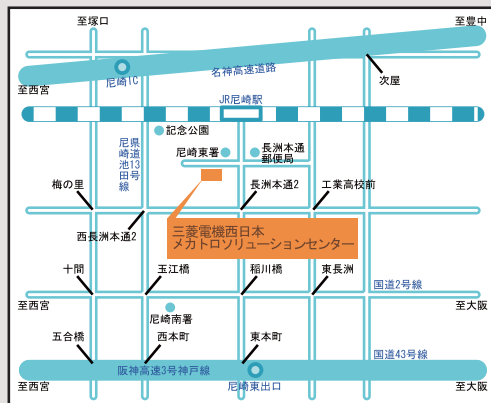 至塚口
至豊中
名神高速道路
尼崎IC
次屋
至西宮
JR尼崎駅
記念公園
県道13号
尼崎池田線
尼崎東署
長洲本通
郵便局
梅の里
長洲本通2
工業高校前
西長洲本通2
三菱電機西日本
メカトロソリューションセンター
十間
玉江橋
稲川橋
東長洲
国道2号線
至西宮
至大阪
尼崎南署
五合橋
西本町
東本町
国道43号線
阪神高速3号神戸線
至西宮
尼崎東出口
至大阪